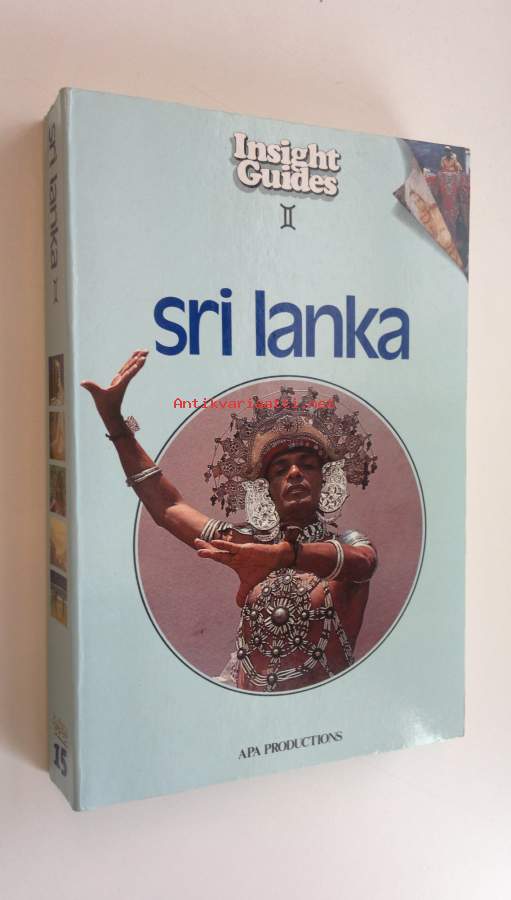 Insight
Guides
sri lanka
Antikvariaatti.net
APA PRODUCTIONS
sri lanka
15